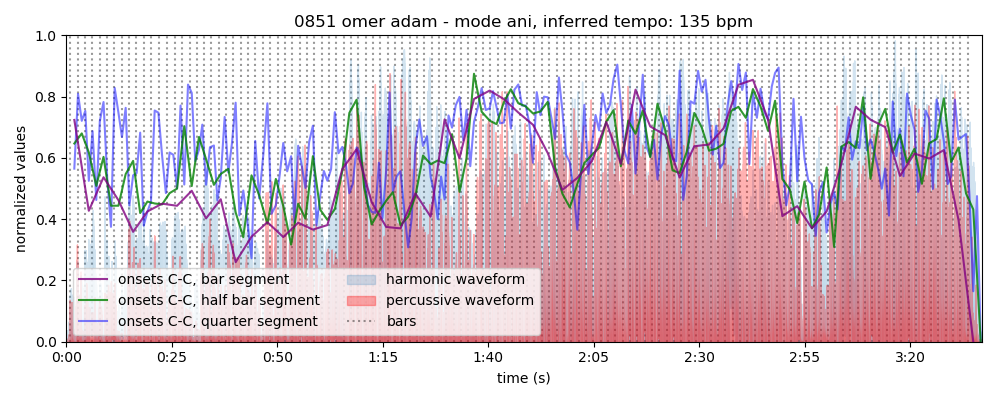 0851 omer adam - mode ani, inferred tempo: 135 bpm
1.0
0.8
0.6
0.4
0.2
0.0
normalized values
onsets C-C, bar segment
onsets C-C, half bar segment
onsets C-C, quarter segment
harmonic waveform
percussive waveform
bars
0:00 0:25 0:50 1:15 1:40 2:05 2:30 2:55 3:20
time (s)